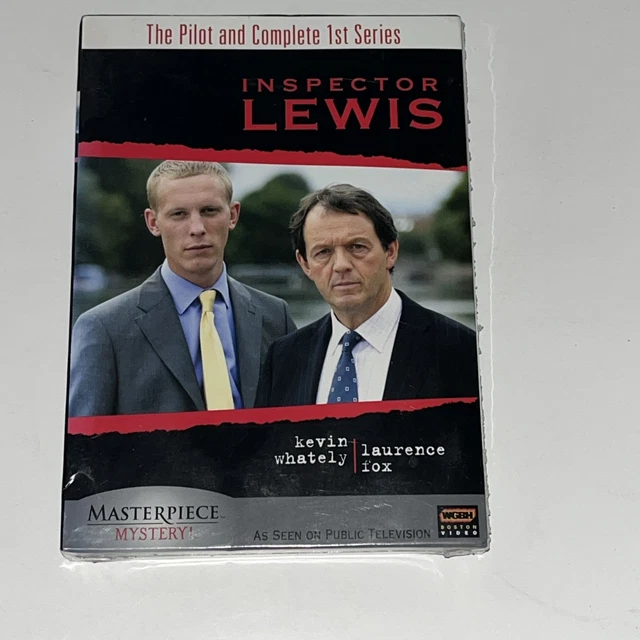 The Pilot and Complete 1st Series
INSPECTOR
LEWIS
kevin
whately
laurence
fox
MASTERPIECE
MYSTERY!
AS SEEN ON PUBLIC TELEVISION
WGBH
BOSTON
VIDEO